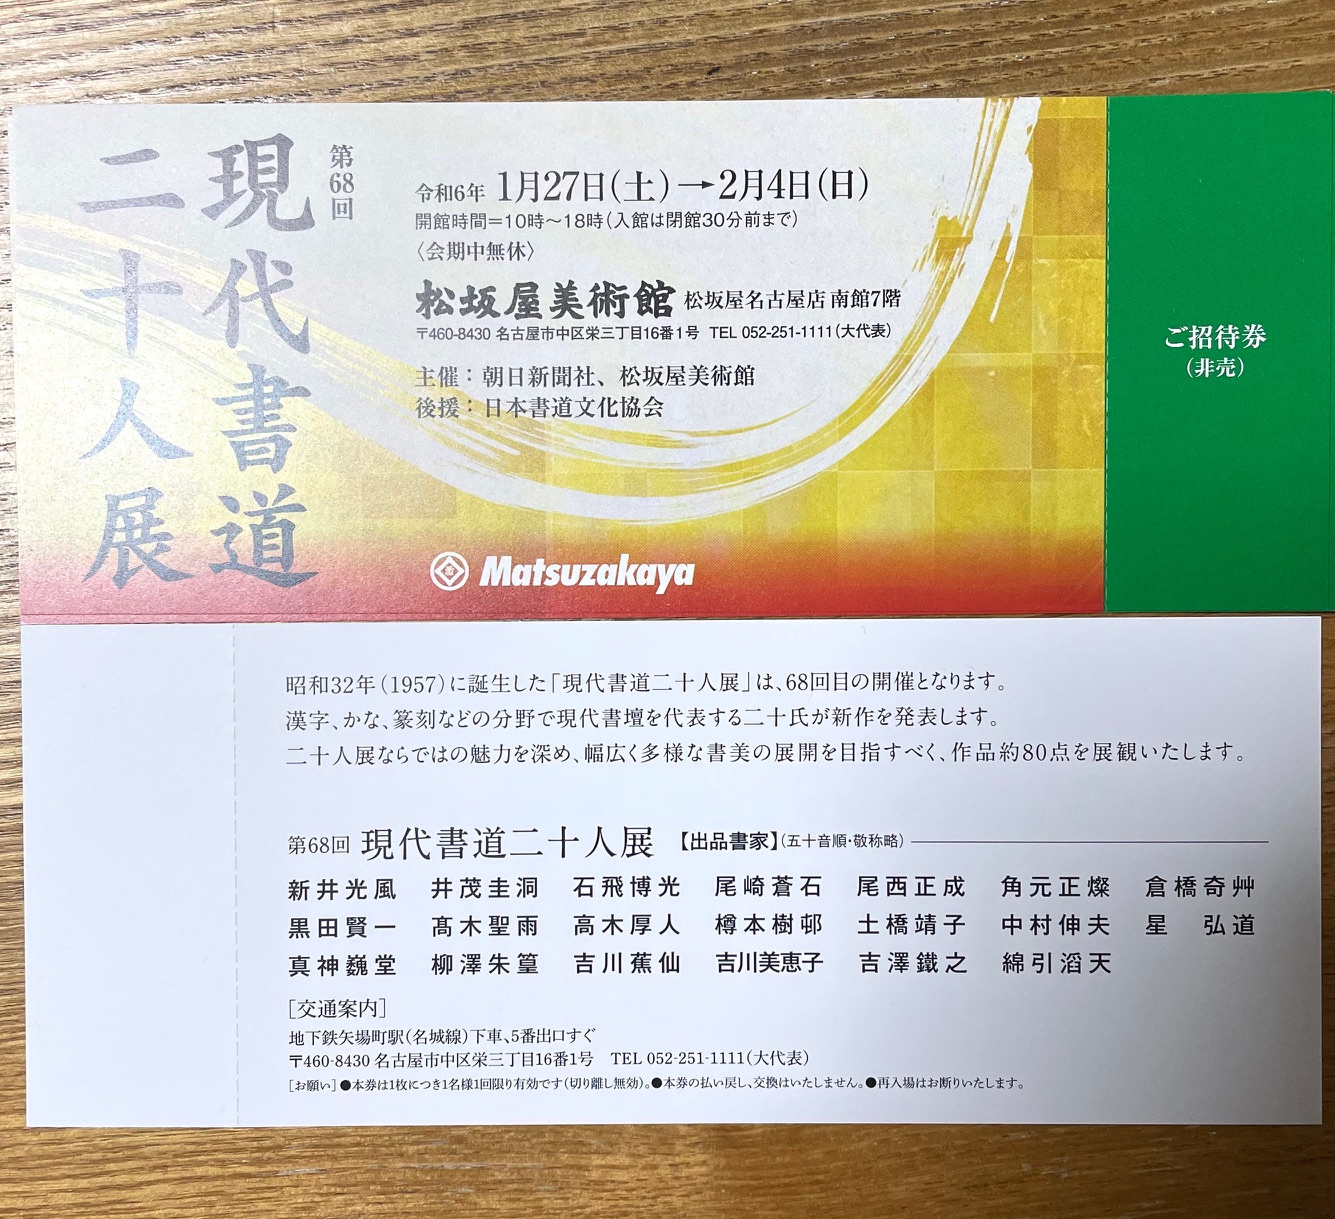 第68回
現代書道
二十人展
令和6年 1月27日(土)→2月4日(日)
開館時間=10時〜18時(入館は閉館30分前まで)
〈会期中無休〉
松坂屋美術館 松坂屋名古屋店 南館7階
〒460-8430 名古屋市中区栄三丁目16番1号 TEL 052-251-1111(大代表)
主催：朝日新聞社、松坂屋美術館
後援：日本書道文化協会
Matsuzakaya
ご招待券
(非売)
昭和32年(1957)に誕生した「現代書道二十人展」は、68回目の開催となります。
漢字、かな、篆刻などの分野で現代書壇を代表する二十氏が新作を発表します。
二十人展ならではの魅力を深め、幅広く多様な書美の展開を目指すべく、作品約80点を展観いたします。
第68回 現代書道二十人展 【出品書家】(五十音順・敬称略)
新井光風 井茂圭洞 石飛博光 尾崎蒼石 尾西正成 角元正燦 倉橋奇艸
黒田賢一 髙木聖雨 高木厚人 樽本樹邨 土橋靖子 中村伸夫 星 弘道
真神巍堂 柳澤朱篁 吉川蕉仙 吉川美恵子 吉澤鐵之 綿引滔天
[交通案内]
地下鉄矢場町駅(名城線)下車、5番出口すぐ
〒460-8430 名古屋市中区栄三丁目16番1号 TEL 052-251-1111(大代表)
[お願い]●本券は1枚につき1名様1回限り有効です(切り離し無効)。●本券の払い戻し、交換はいたしません。●再入場はお断りいたします。